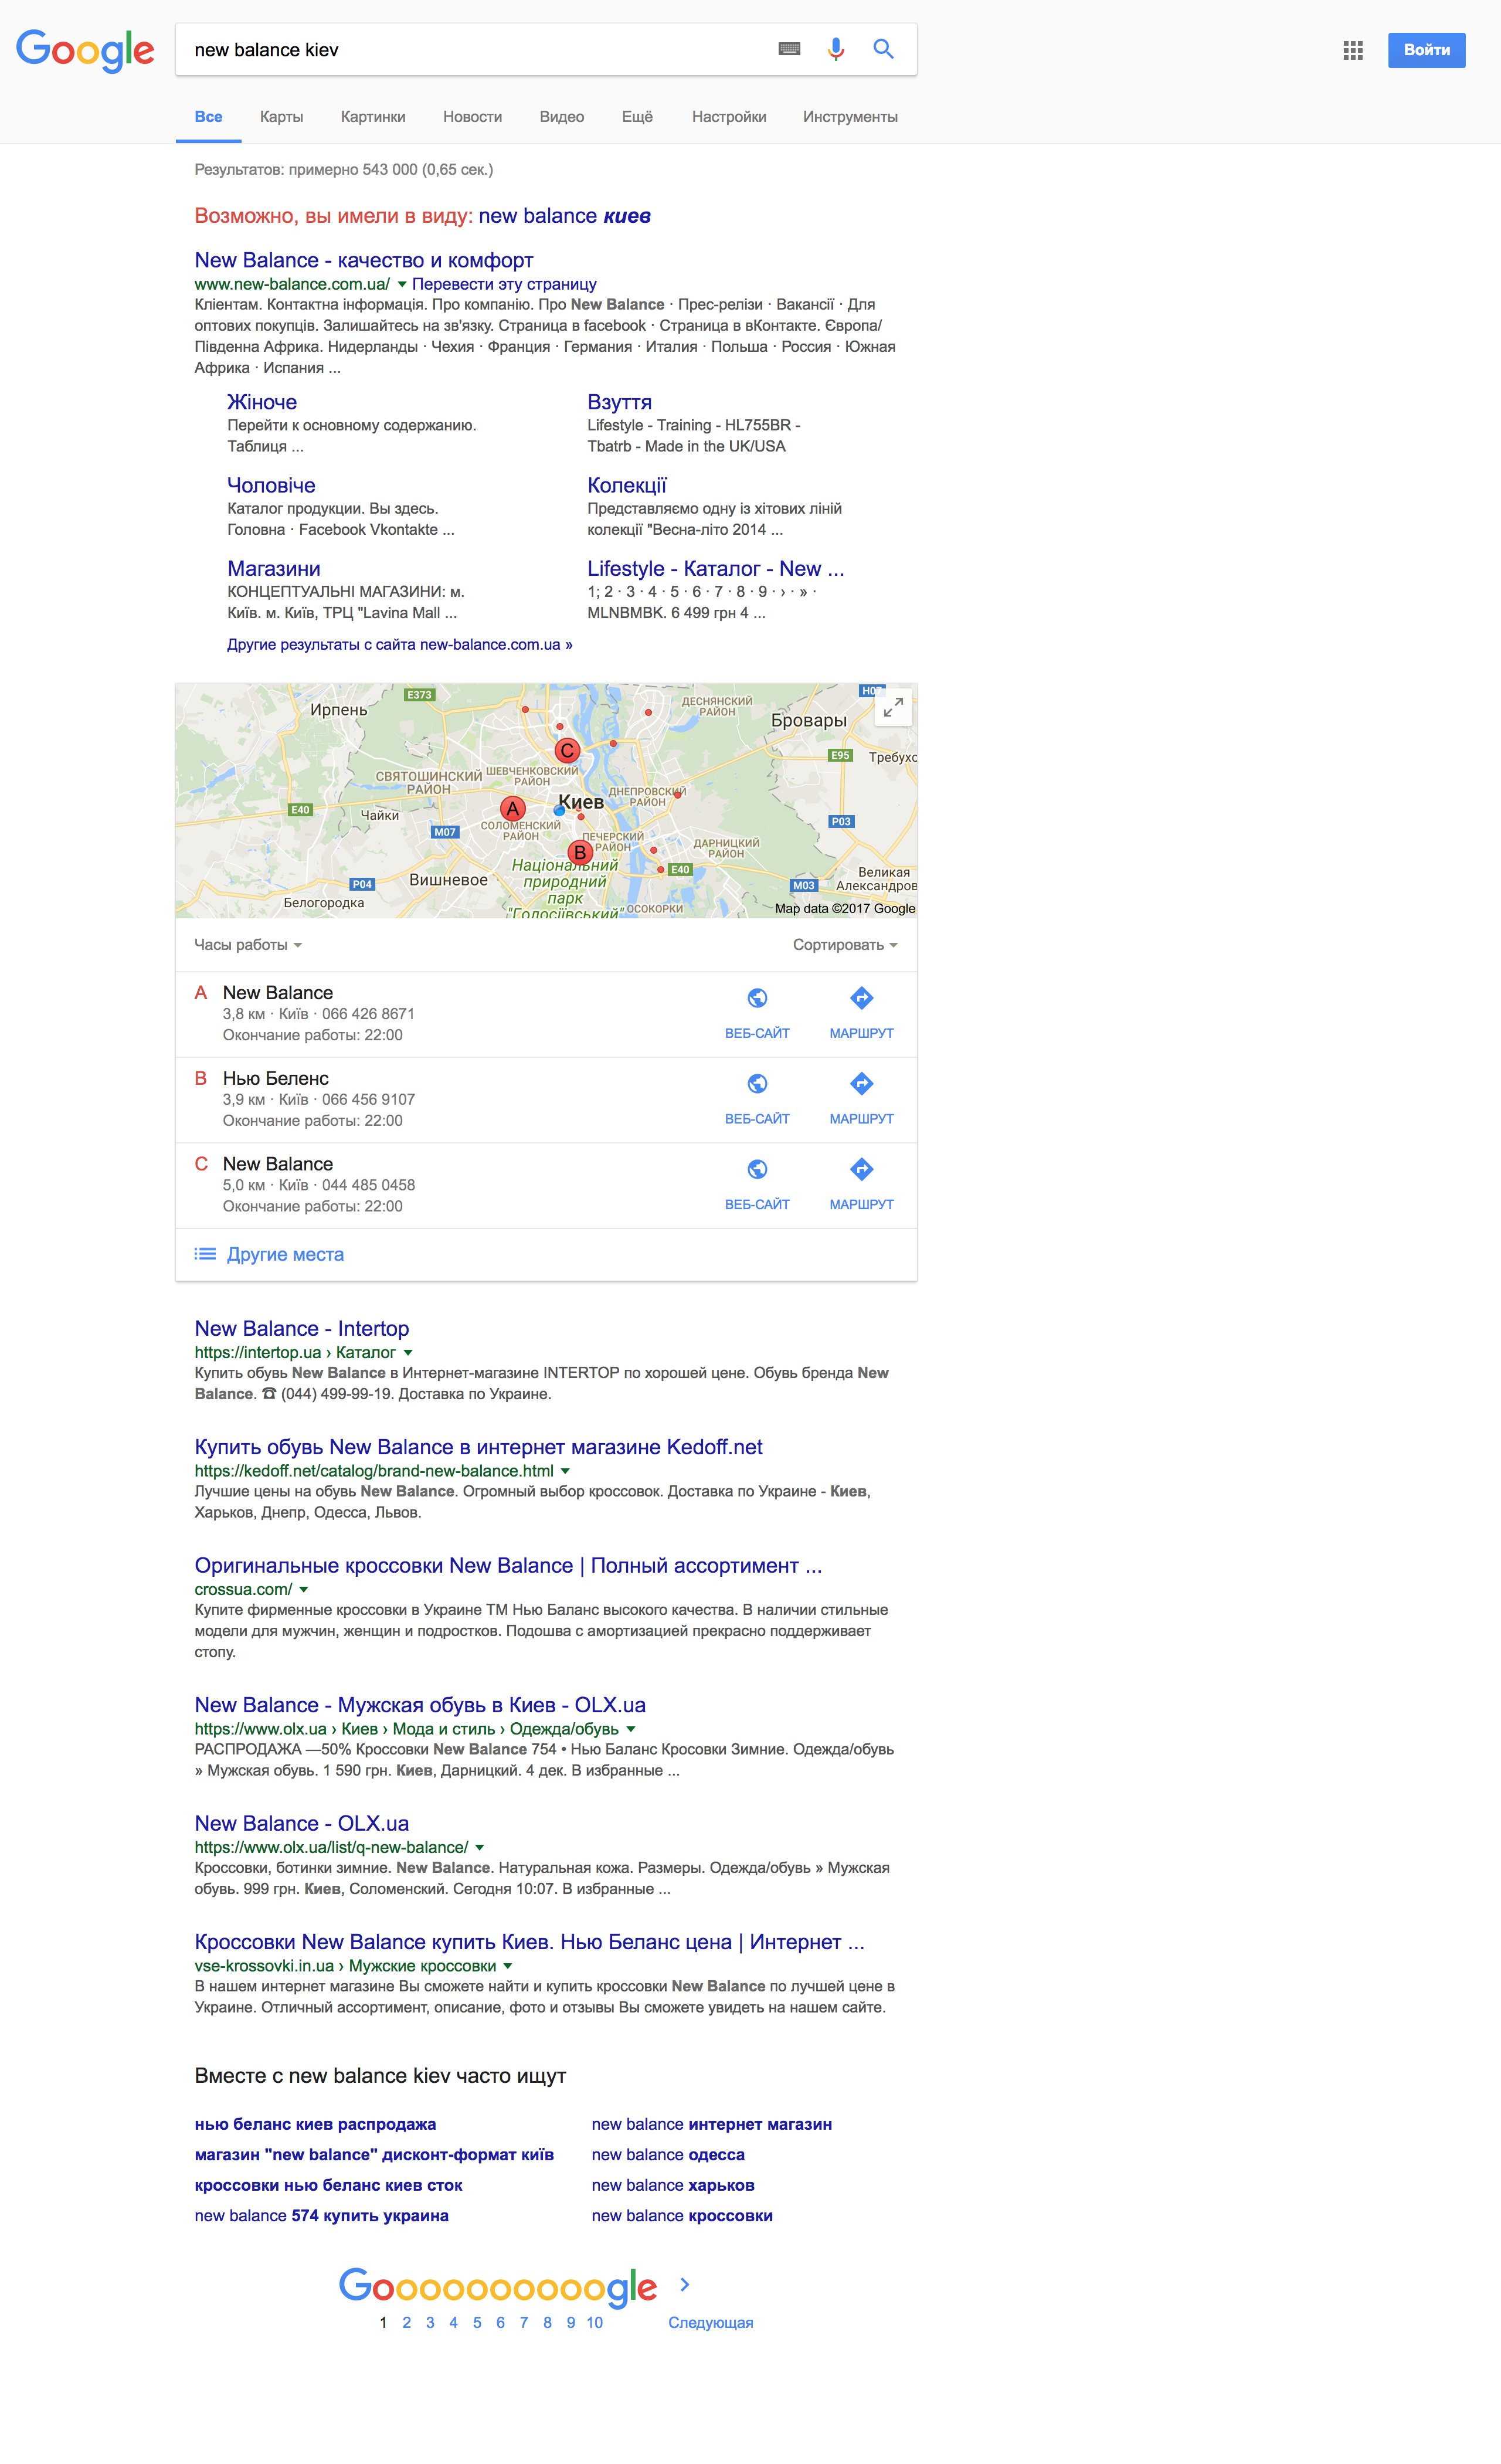 Google
new balance kiev
Войти
Все Карты Картинки Новости Видео Ещё Настройки Инструменты
Результатов: примерно 543 000 (0,65 сек.)
Возможно, вы имели в виду: new balance киев
New Balance - качество и комфорт
www.new-balance.com.ua/ Перевести эту страницу
Кліентам. Контактна інформація. Про компанію. Про New Balance · Прес-релізи · Вакансії · Для
оптових покупців. Залишайтесь на зв'язку. Страница в facebook · Страница в вКонтакте. Європа/
Південна Африка. Нидерланды · Чехия · Франция · Германия · Италия · Польша · Россия · Южная
Африка · Испания ...
Жіноче
Перейти к основному содержанию.
Таблиця ...
Взуття
Lifestyle - Training - HL755BR -
Tbatrb - Made in the UK/USA
Чоловіче
Каталог продукции. Вы здесь.
Головна · Facebook Vkontakte ...
Колекції
Представляємо одну із хітових ліній
колекції "Весна-літо 2014 ...
Магазини
КОНЦЕПТУАЛЬНІ МАГАЗИНИ: м.
Київ. м. Київ, ТРЦ "Lavina Mall ...
Lifestyle - Каталог - New ...
1; 2 · 3 · 4 · 5 · 6 · 7 · 8 · 9 · › · » ·
MLNBMBK. 6 499 грн 4 ...
Другие результаты с сайта new-balance.com.ua »
E373
Ирпень
ДЕСНЯНСКИЙ
РАЙОН
Бровары
E95
C
СВЯТОШИНСКИЙ
РАЙОН
ШЕВЧЕНКОВСКИЙ
РАЙОН
ДНЕПРОВСКИЙ
РАЙОН
Киев
A
E40
Чайки
M07
СОЛОМЕНСКИЙ
РАЙОН
P03
ПЕЧЕРСКИЙ
РАЙОН
B
ДАРНИЦКИЙ
РАЙОН
E40
Національний
природний
парк
"Голосіївський"
P04
Вишневое
M03
Великая
Александров
Белогородка
ОСОКОРКИ
Map data ©2017 Google
Часы работы Сортировать
A New Balance
3,8 км · Київ · 066 426 8671
Окончание работы: 22:00
ВЕБ-САЙТ МАРШРУТ
B Нью Беленс
3,9 км · Київ · 066 456 9107
Окончание работы: 22:00
ВЕБ-САЙТ МАРШРУТ
C New Balance
5,0 км · Київ · 044 485 0458
Окончание работы: 22:00
ВЕБ-САЙТ МАРШРУТ
Другие места
New Balance - Intertop
https://intertop.ua › Каталог
Купить обувь New Balance в Интернет-магазине INTERTOP по хорошей цене. Обувь бренда New
Balance. ☎ (044) 499-99-19. Доставка по Украине.
Купить обувь New Balance в интернет магазине Kedoff.net
https://kedoff.net/catalog/brand-new-balance.html
Лучшие цены на обувь New Balance. Огромный выбор кроссовок. Доставка по Украине - Киев,
Харьков, Днепр, Одесса, Львов.
Оригинальные кроссовки New Balance | Полный ассортимент ...
crossua.com/
Купите фирменные кроссовки в Украине ТМ Нью Баланс высокого качества. В наличии стильные
модели для мужчин, женщин и подростков. Подошва с амортизацией прекрасно поддерживает
стопу.
New Balance - Мужская обувь в Киев - OLX.ua
https://www.olx.ua › Киев › Мода и стиль › Одежда/обувь
РАСПРОДАЖА —50% Кроссовки New Balance 754 • Нью Баланс Кросовки Зимние. Одежда/обувь
» Мужская обувь. 1 590 грн. Киев, Дарницкий. 4 дек. В избранные ...
New Balance - OLX.ua
https://www.olx.ua/list/q-new-balance/
Кроссовки, ботинки зимние. New Balance. Натуральная кожа. Размеры. Одежда/обувь » Мужская
обувь. 999 грн. Киев, Соломенский. Сегодня 10:07. В избранные ...
Кроссовки New Balance купить Киев. Нью Беланс цена | Интернет ...
vse-krossovki.in.ua › Мужские кроссовки
В нашем интернет магазине Вы сможете найти и купить кроссовки New Balance по лучшей цене в
Украине. Отличный ассортимент, описание, фото и отзывы Вы сможете увидеть на нашем сайте.
Вместе с new balance kiev часто ищут
нью беланс киев распродажа
магазин "new balance" дисконт-формат київ
кроссовки нью беланс киев сток
new balance 574 купить украина
new balance интернет магазин
new balance одесса
new balance харьков
new balance кроссовки
Goooooooooogle
1 2 3 4 5 6 7 8 9 10 Следующая